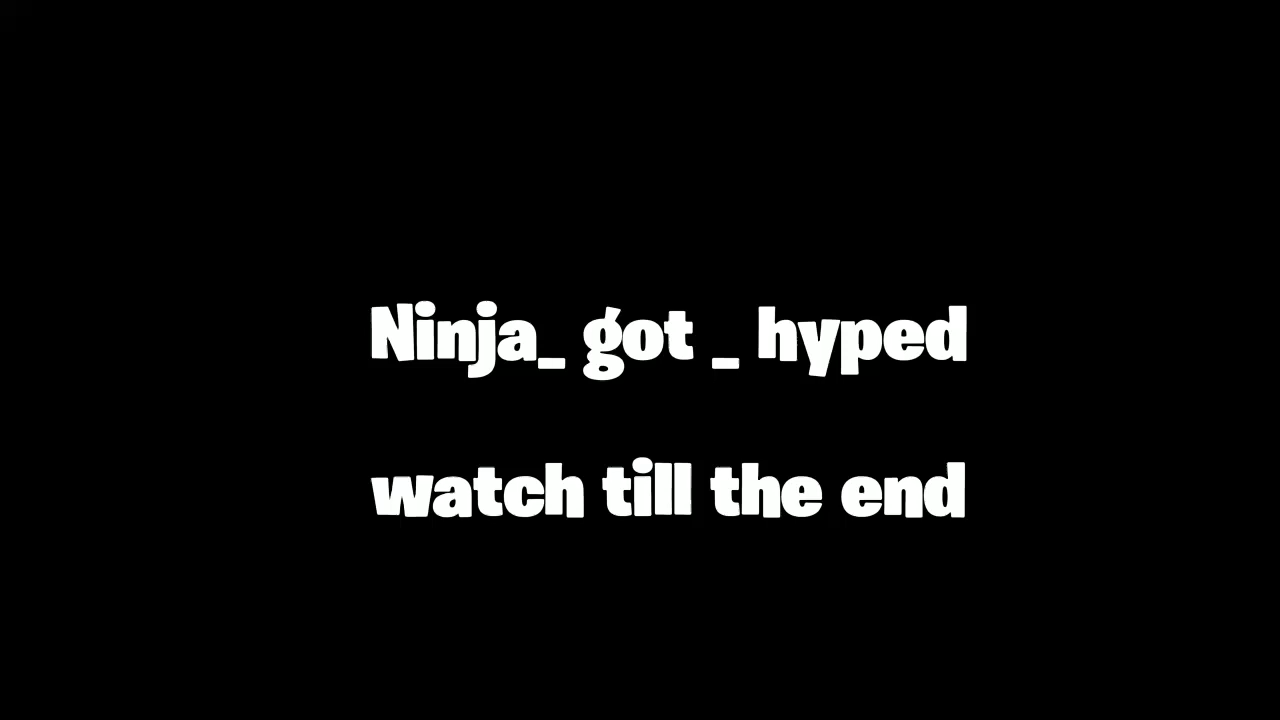 Ninja_ got _ hyped
watch till the end